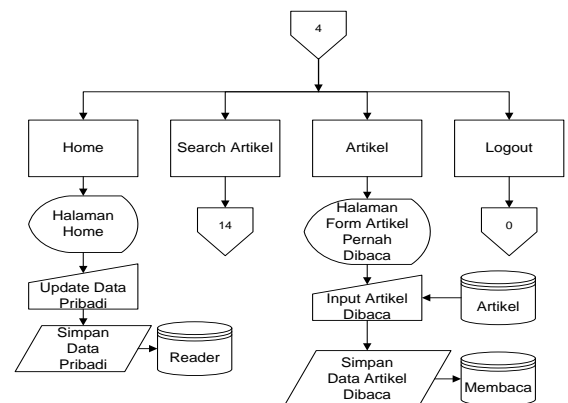 4
Home
Search Artikel
Artikel
Logout
Halaman
Home
14
Halaman
Form Artikel
Pernah
Dibaca
0
Update Data
Pribadi
Input Artikel
Dibaca
Artikel
Simpan
Data
Pribadi
Reader
Simpan
Data Artikel
Dibaca
Membaca